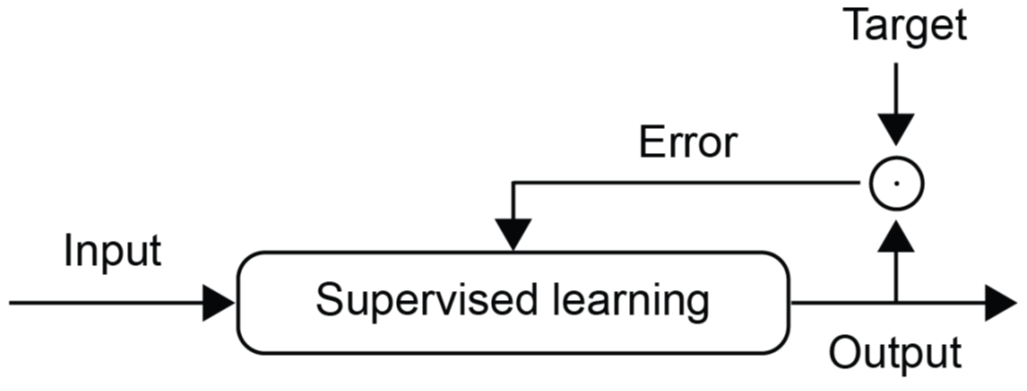 Target
Error
Input
Supervised learning
Output